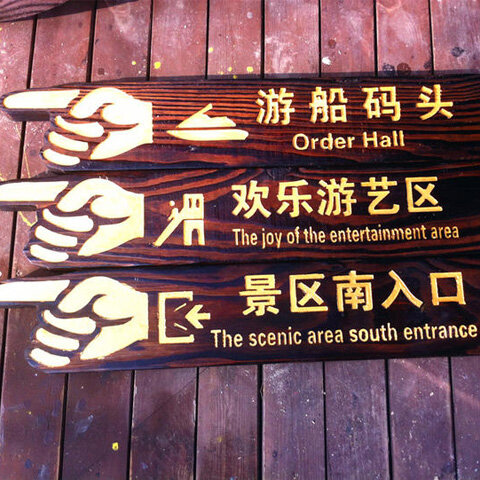 游船码头
Order Hall
欢乐游艺区
The joy of the entertainment area
景区南入口
The scenic area south entrance